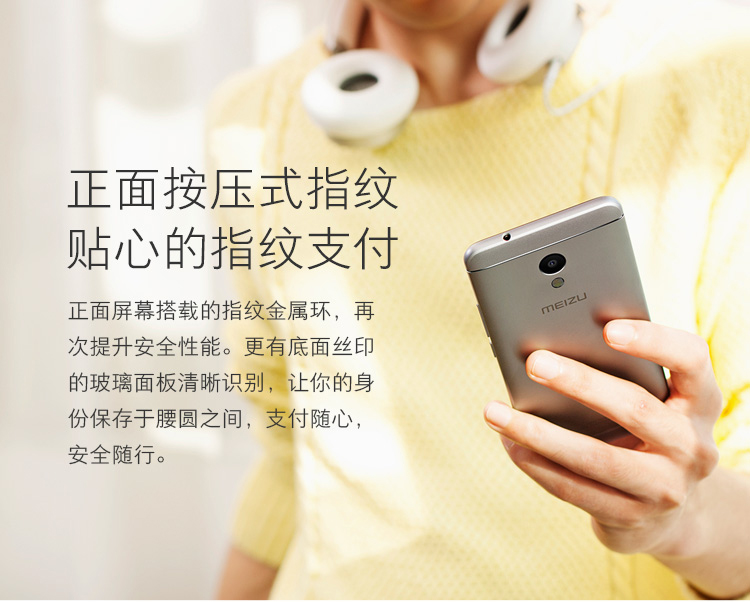 正面按压式指纹
贴心的指纹支付
正面屏幕搭载的指纹金属环，再
次提升安全性能。更有底面丝印
的玻璃面板清晰识别，让你的身
份保存于腰圆之间，支付随心，
安全随行。
MEIZU